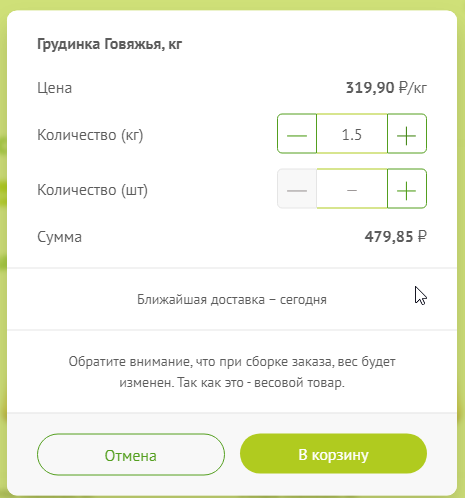 Грудинка Говяжья, кг
Цена 319,90 ₽/кг
Количество (кг) — 1.5 +
Количество (шт) — – +
Сумма 479,85 ₽
Ближайшая доставка – сегодня
Обратите внимание, что при сборке заказа, вес будет
изменен. Так как это - весовой товар.
Отмена В корзину